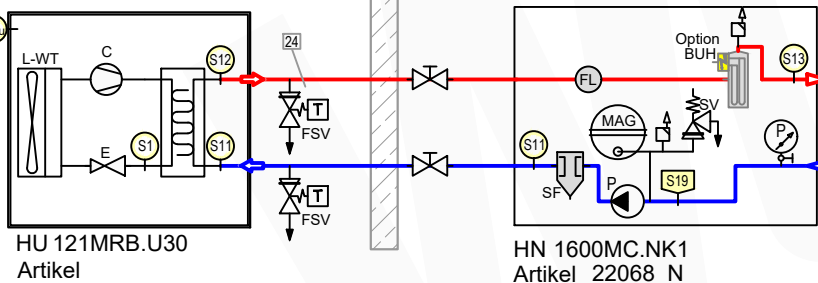 24
Option
BUH
L-WT
C
S12
S13
FL
T
FSV
MAG
SV
E
S1
S11
S11
P
SF
P
S19
T
FSV
HU 121MRB.U30
Artikel
HN 1600MC.NK1
Artikel 22068 N